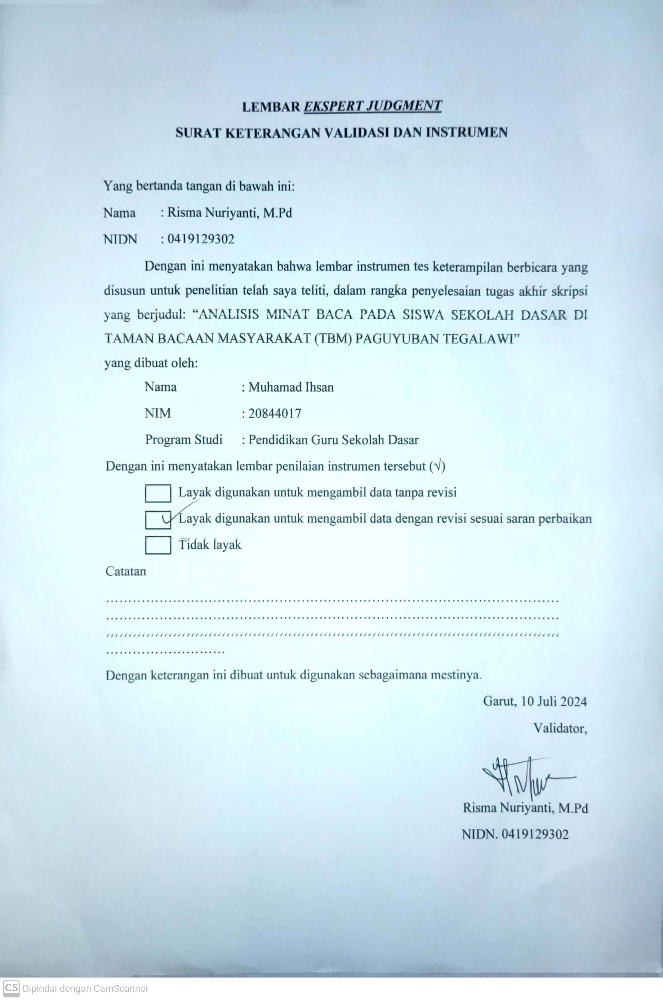 LEMBAR EKSPERT JUDGMENT
SURAT KETERANGAN VALIDASI DAN INSTRUMEN
Yang bertanda tangan di bawah ini:
Nama : Risma Nuriyanti, M.Pd
NIDN : 0419129302
Dengan ini menyatakan bahwa lembar instrumen tes keterampilan berbicara yang
disusun untuk penelitian telah saya teliti, dalam rangka penyelesaian tugas akhir skripsi
yang berjudul: “ANALISIS MINAT BACA PADA SISWA SEKOLAH DASAR DI
TAMAN BACAAN MASYARAKAT (TBM) PAGUYUBAN TEGALAWI”
yang dibuat oleh:
Nama : Muhamad Ihsan
NIM : 20844017
Program Studi : Pendidikan Guru Sekolah Dasar
Dengan ini menyatakan lembar penilaian instrumen tersebut (√)
Layak digunakan untuk mengambil data tanpa revisi
Layak digunakan untuk mengambil data dengan revisi sesuai saran perbaikan
Tidak layak
Catatan
Dengan keterangan ini dibuat untuk digunakan sebagaimana mestinya.
Garut, 10 Juli 2024
Validator,
Risma Nuriyanti, M.Pd
NIDN. 0419129302
CS Dipindai dengan CamScanner